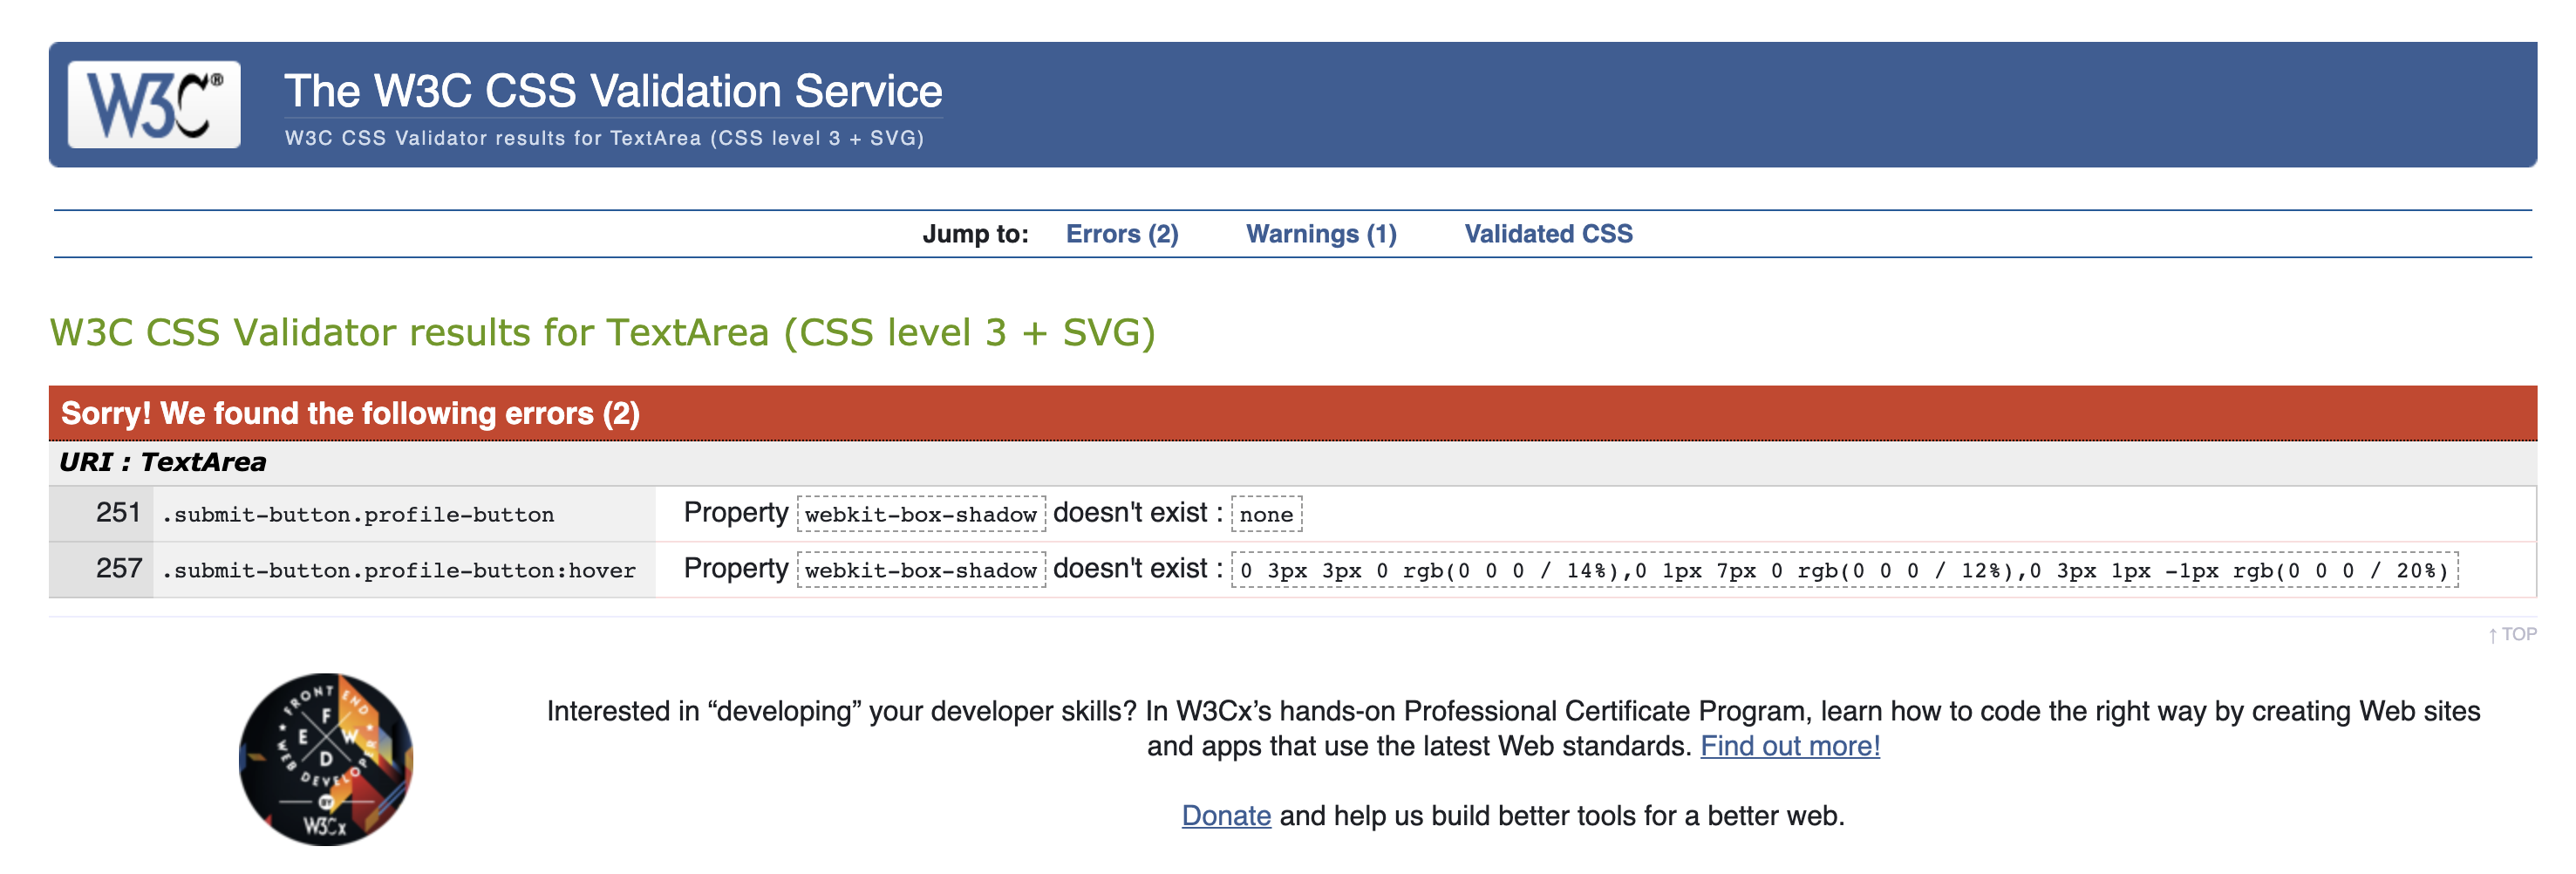 W3C®
The W3C CSS Validation Service
W3C CSS Validator results for TextArea (CSS level 3 + SVG)
Jump to: Errors (2) Warnings (1) Validated CSS
W3C CSS Validator results for TextArea (CSS level 3 + SVG)
Sorry! We found the following errors (2)
URI : TextArea
251 .submit-button.profile-button Property webkit-box-shadow doesn't exist : none
257 .submit-button.profile-button:hover Property webkit-box-shadow doesn't exist : 0 3px 3px 0 rgb(0 0 0 / 14%),0 1px 7px 0 rgb(0 0 0 / 12%),0 3px 1px -1px rgb(0 0 0 / 20%)
↑ TOP
FRONT END
F
E W
D
WEB DEVELOPER
BY
W3Cx
Interested in “developing” your developer skills? In W3Cx’s hands-on Professional Certificate Program, learn how to code the right way by creating Web sites
and apps that use the latest Web standards. Find out more!
Donate and help us build better tools for a better web.